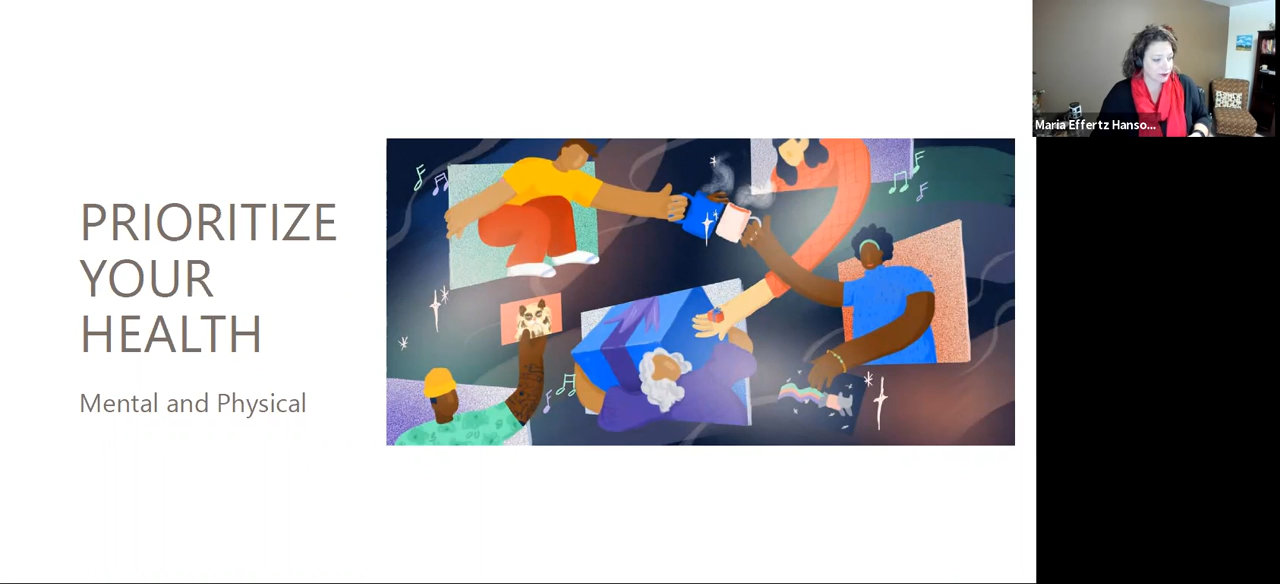 PRIORITIZE
YOUR
HEALTH
Mental and Physical
Maria Effertz Hanso...